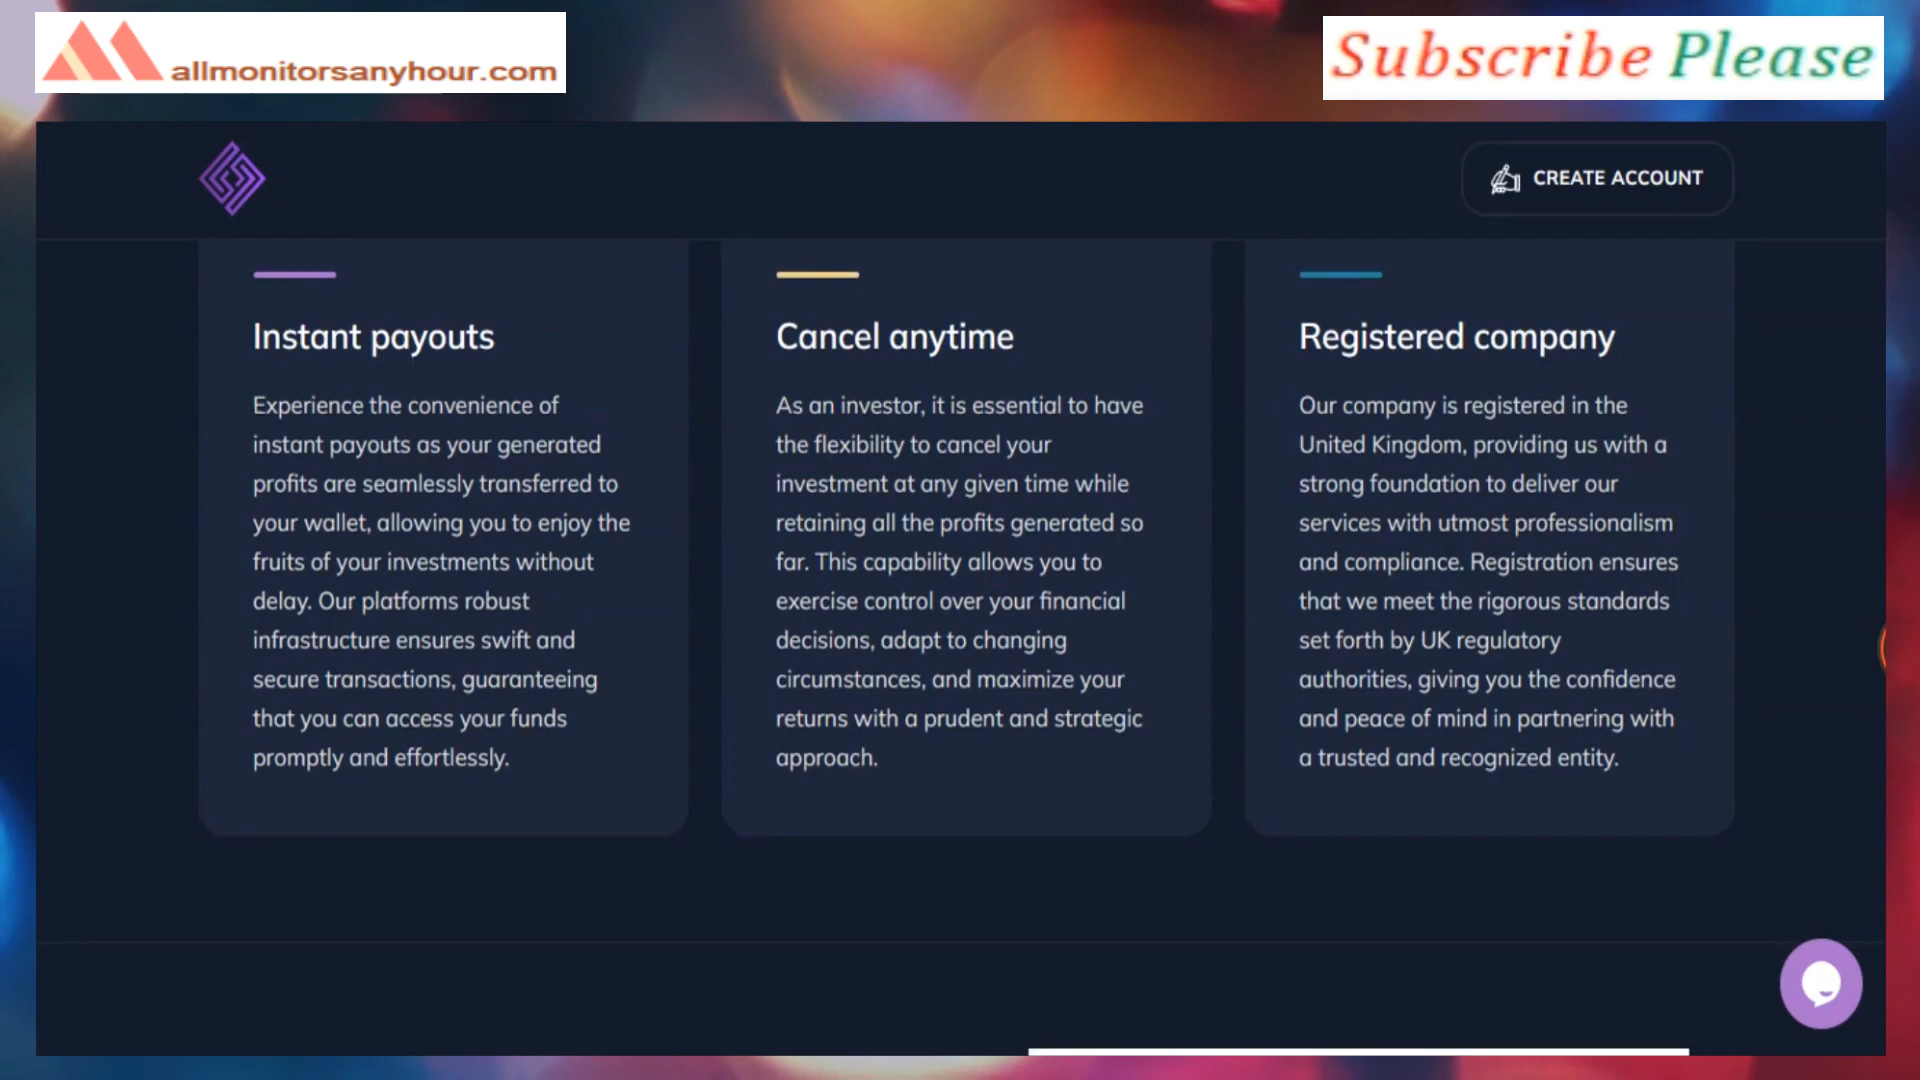 allmonitorsanyhour.com
Subscribe Please
CREATE ACCOUNT
Instant payouts
Experience the convenience of
instant payouts as your generated
profits are seamlessly transferred to
your wallet, allowing you to enjoy the
fruits of your investments without
delay. Our platforms robust
infrastructure ensures swift and
secure transactions, guaranteeing
that you can access your funds
promptly and effortlessly.
Cancel anytime
As an investor, it is essential to have
the flexibility to cancel your
investment at any given time while
retaining all the profits generated so
far. This capability allows you to
exercise control over your financial
decisions, adapt to changing
circumstances, and maximize your
returns with a prudent and strategic
approach.
Registered company
Our company is registered in the
United Kingdom, providing us with a
strong foundation to deliver our
services with utmost professionalism
and compliance. Registration ensures
that we meet the rigorous standards
set forth by UK regulatory
authorities, giving you the confidence
and peace of mind in partnering with
a trusted and recognized entity.